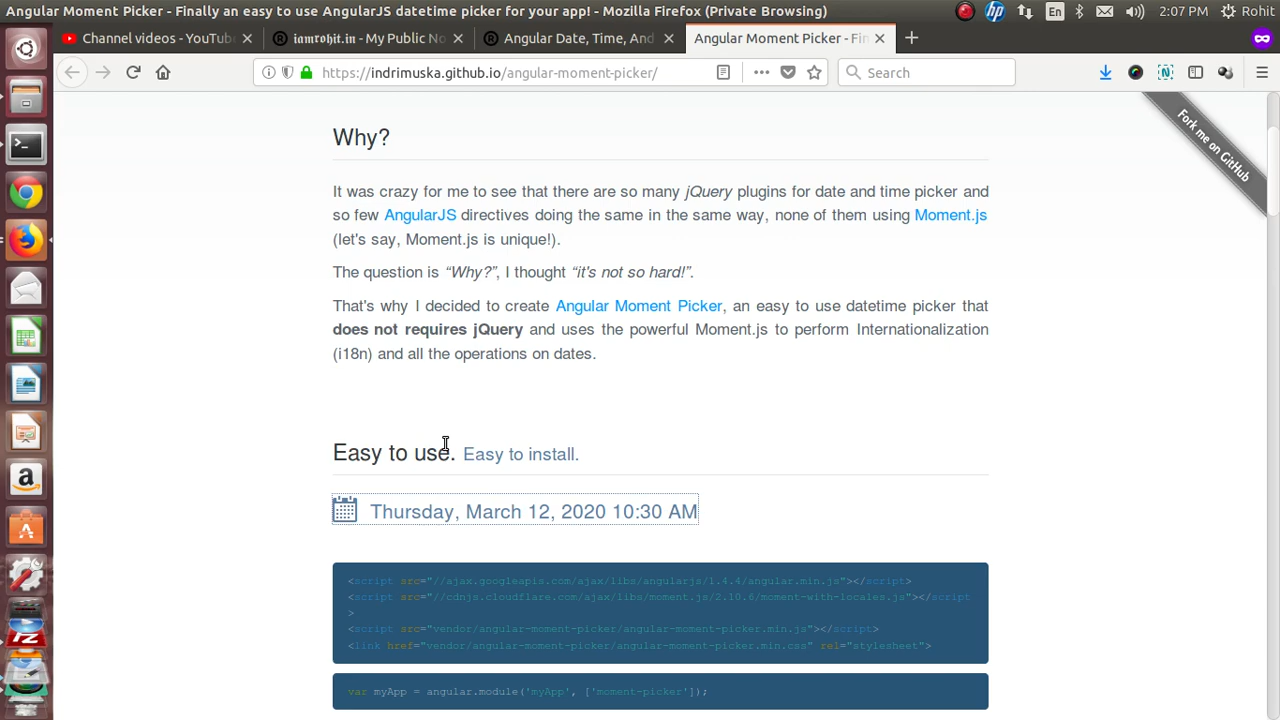 Angular Moment Picker - Finally an easy to use AngularJS datetime picker for your app! - Mozilla Firefox (Private Browsing)
En
2:07 PM
Rohit
Channel videos - YouTub
iamrohit.in - My Public No
Angular Date, Time, And
Angular Moment Picker - Fin
https://indrimuska.github.io/angular-moment-picker/
Search
Fork me on GitHub
Why?
It was crazy for me to see that there are so many jQuery plugins for date and time picker and
so few AngularJS directives doing the same in the same way, none of them using Moment.js
(let's say, Moment.js is unique!).
The question is “Why?”, I thought “it's not so hard!”.
That's why I decided to create Angular Moment Picker, an easy to use datetime picker that
does not requires jQuery and uses the powerful Moment.js to perform Internationalization
(i18n) and all the operations on dates.
Easy to use. Easy to install.
Thursday, March 12, 2020 10:30 AM
<script src="//ajax.googleapis.com/ajax/libs/angularjs/1.4.4/angular.min.js"></script>
<script src="//cdnjs.cloudflare.com/ajax/libs/moment.js/2.10.6/moment-with-locales.js"></script
>
<script src="vendor/angular-moment-picker/angular-moment-picker.min.js"></script>
<link href="vendor/angular-moment-picker/angular-moment-picker.min.css" rel="stylesheet">
var myApp = angular.module('myApp', ['moment-picker']);